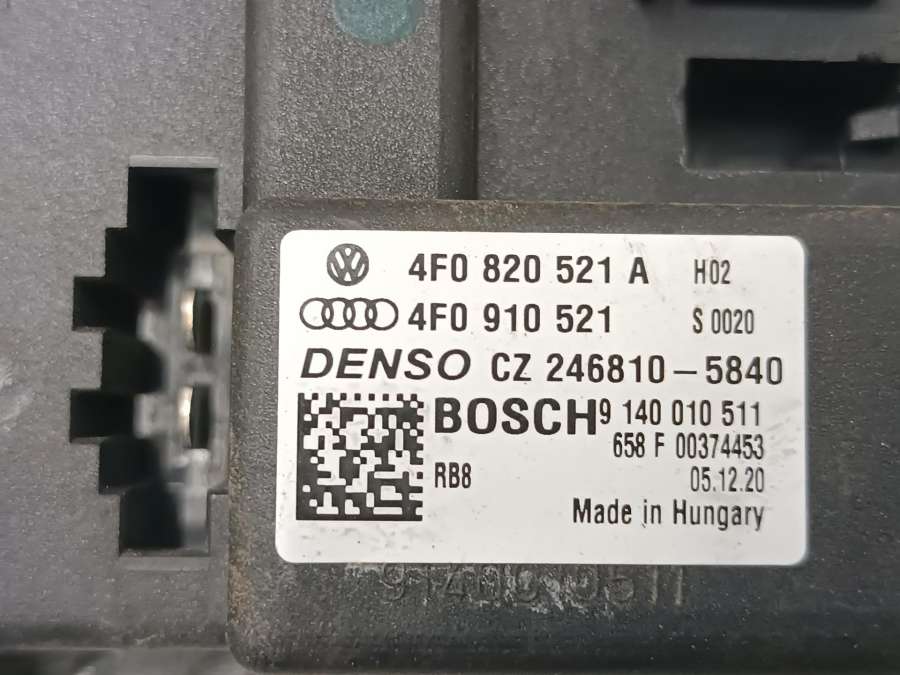 4F0 820 521 A H02
4F0 910 521 S 0020
DENSO CZ 246810-5840
BOSCH 9 140 010 511
658 F 00374453
RB8 05.12.20
Made in Hungary
9140010511